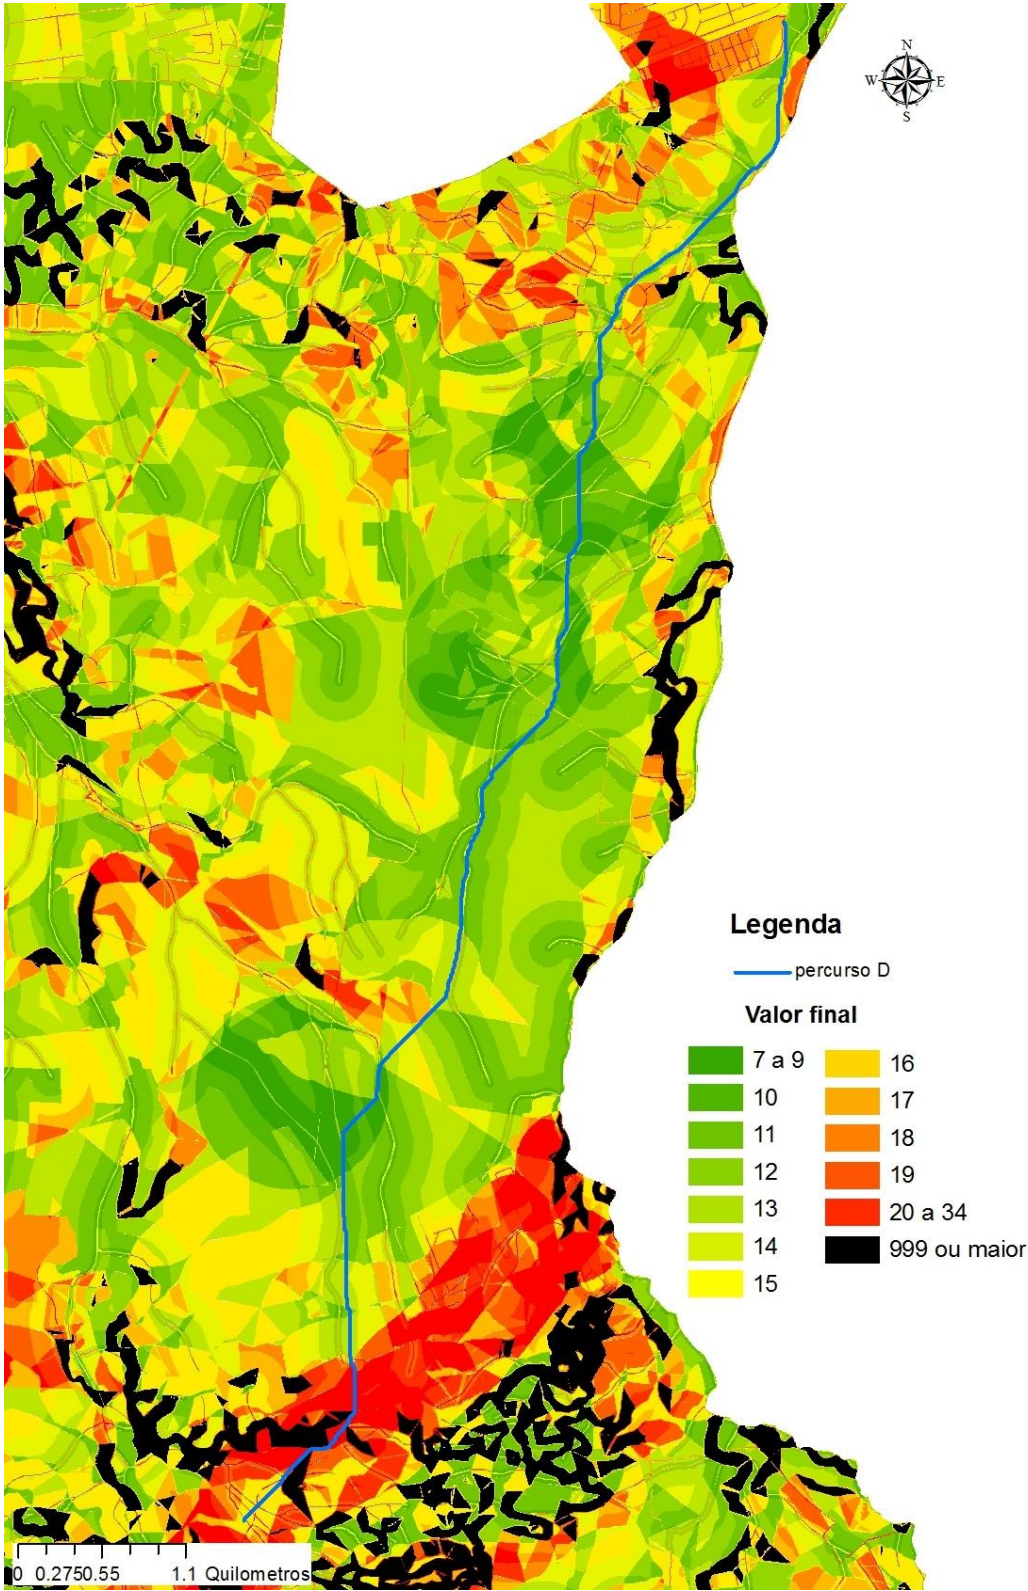 N
W E
S
Legenda
percurso D
Valor final
7 a 9
10
11
12
13
14
15
16
17
18
19
20 a 34
999 ou maior
0 0.2750.55 1.1 Quilometros